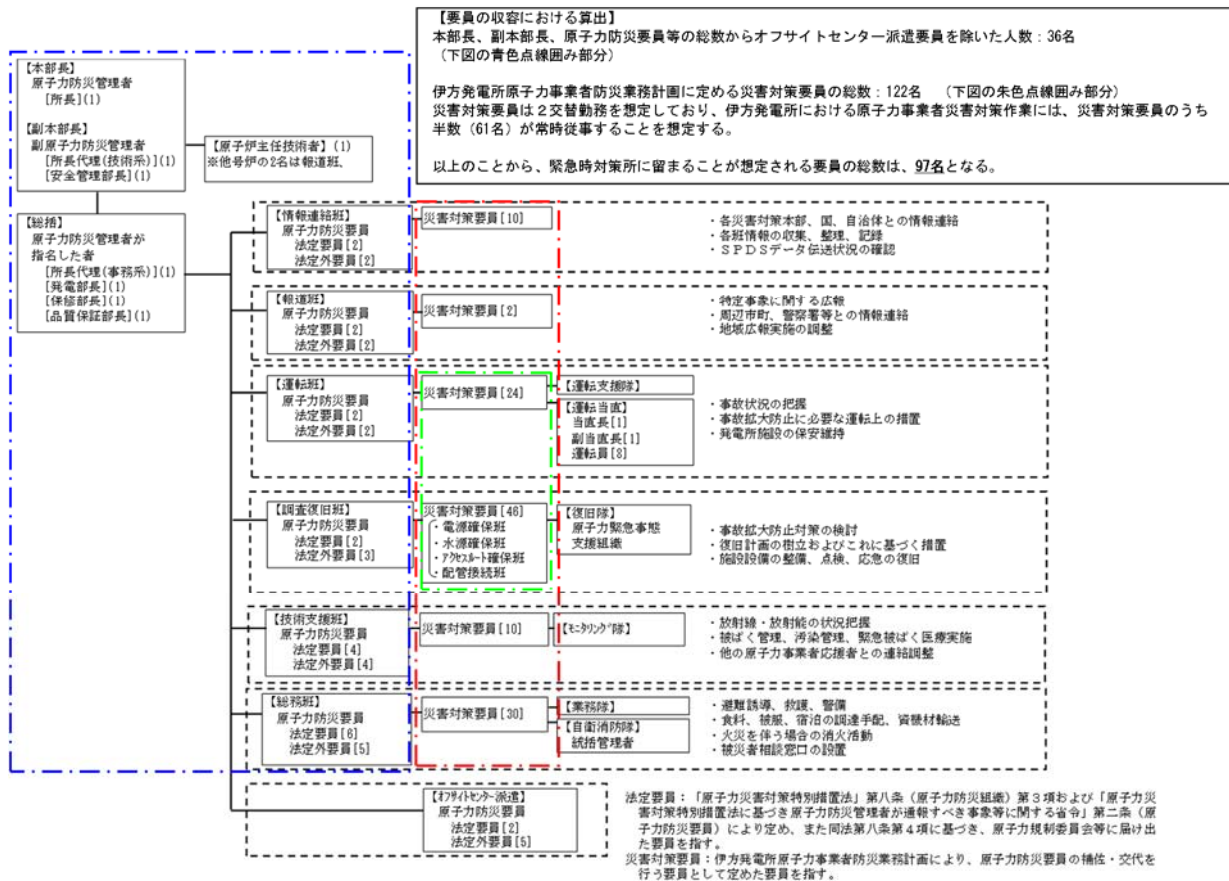 【要員の収容における算出】
本部長、副本部長、原子力防災要員等の総数からオフサイトセンター派遣要員を除いた人数：36名
（下図の青色点線囲み部分）
伊方発電所原子力事業者防災業務計画に定める災害対策要員の総数：122名　（下図の朱色点線囲み部分）
災害対策要員は２交替勤務を想定しており、伊方発電所における原子力事業者災害対策作業には、災害対策要員のうち
半数（61名）が常時従事することを想定する。
以上のことから、緊急時対策所に留まることが想定される要員の総数は、97名となる。
【本部長】
原子力防災管理者
[所長](1)
【副本部長】
副原子力防災管理者
[所長代理(技術系)](1)
[安全管理部長](1)
【原子炉主任技術者】(1)
※他号炉の2名は報道班、
【総括】
原子力防災管理者が
指名した者
[所長代理(事務系)](1)
[発電部長](1)
[保修部長](1)
[品質保証部長](1)
【情報連絡班】
原子力防災要員
法定要員[2]
法定外要員[2]
災害対策要員[10]
・各災害対策本部、国、自治体との情報連絡
・各班情報の収集、整理、記録
・ＳＰＤＳデータ伝送状況の確認
【報道班】
原子力防災要員
法定要員[2]
法定外要員[2]
災害対策要員[2]
・特定事象に関する広報
・周辺市町、警察署等との情報連絡
・地域広報実施の調整
【運転班】
原子力防災要員
法定要員[2]
法定外要員[2]
災害対策要員[24]
【運転支援隊】
【運転当直】
当直長[1]
副当直長[1]
運転員[8]
・事故状況の把握
・事故拡大防止に必要な運転上の措置
・発電所施設の保安維持
【調査復旧班】
原子力防災要員
法定要員[2]
法定外要員[3]
災害対策要員[46]
・電源確保班
・水源確保班
・ｱｸｾｽﾙｰﾄ確保班
・配管接続班
【復旧隊】
原子力緊急事態
支援組織
・事故拡大防止対策の検討
・復旧計画の樹立およびこれに基づく措置
・施設設備の整備、点検、応急の復旧
【技術支援班】
原子力防災要員
法定要員[4]
法定外要員[4]
災害対策要員[10]
【ﾓﾆﾀﾘﾝｸﾞ隊】
・放射線・放射能の状況把握
・被ばく管理、汚染管理、緊急被ばく医療実施
・他の原子力事業者応援者との連絡調整
【総務班】
原子力防災要員
法定要員[6]
法定外要員[5]
災害対策要員[30]
【業務隊】
【自衛消防隊】
統括管理者
・避難誘導、救護、警備
・食料、被服、宿泊の調達手配、資機材輸送
・火災を伴う場合の消火活動
・被災者相談窓口の設置
【ｵﾌｻｲﾄｾﾝﾀｰ派遣】
原子力防災要員
法定要員[2]
法定外要員[5]
法定要員：「原子力災害対策特別措置法」第八条（原子力防災組織）第３項および「原子力災
害対策特別措置法に基づき原子力防災管理者が通報すべき事象等に関する省令」第二条（原
子力防災要員）により定め、また同法第八条第４項に基づき、原子力規制委員会等に届け出
た要員を指す。
災害対策要員：伊方発電所原子力事業者防災業務計画により、原子力防災要員の補佐・交代を
行う要員として定めた要員を指す。